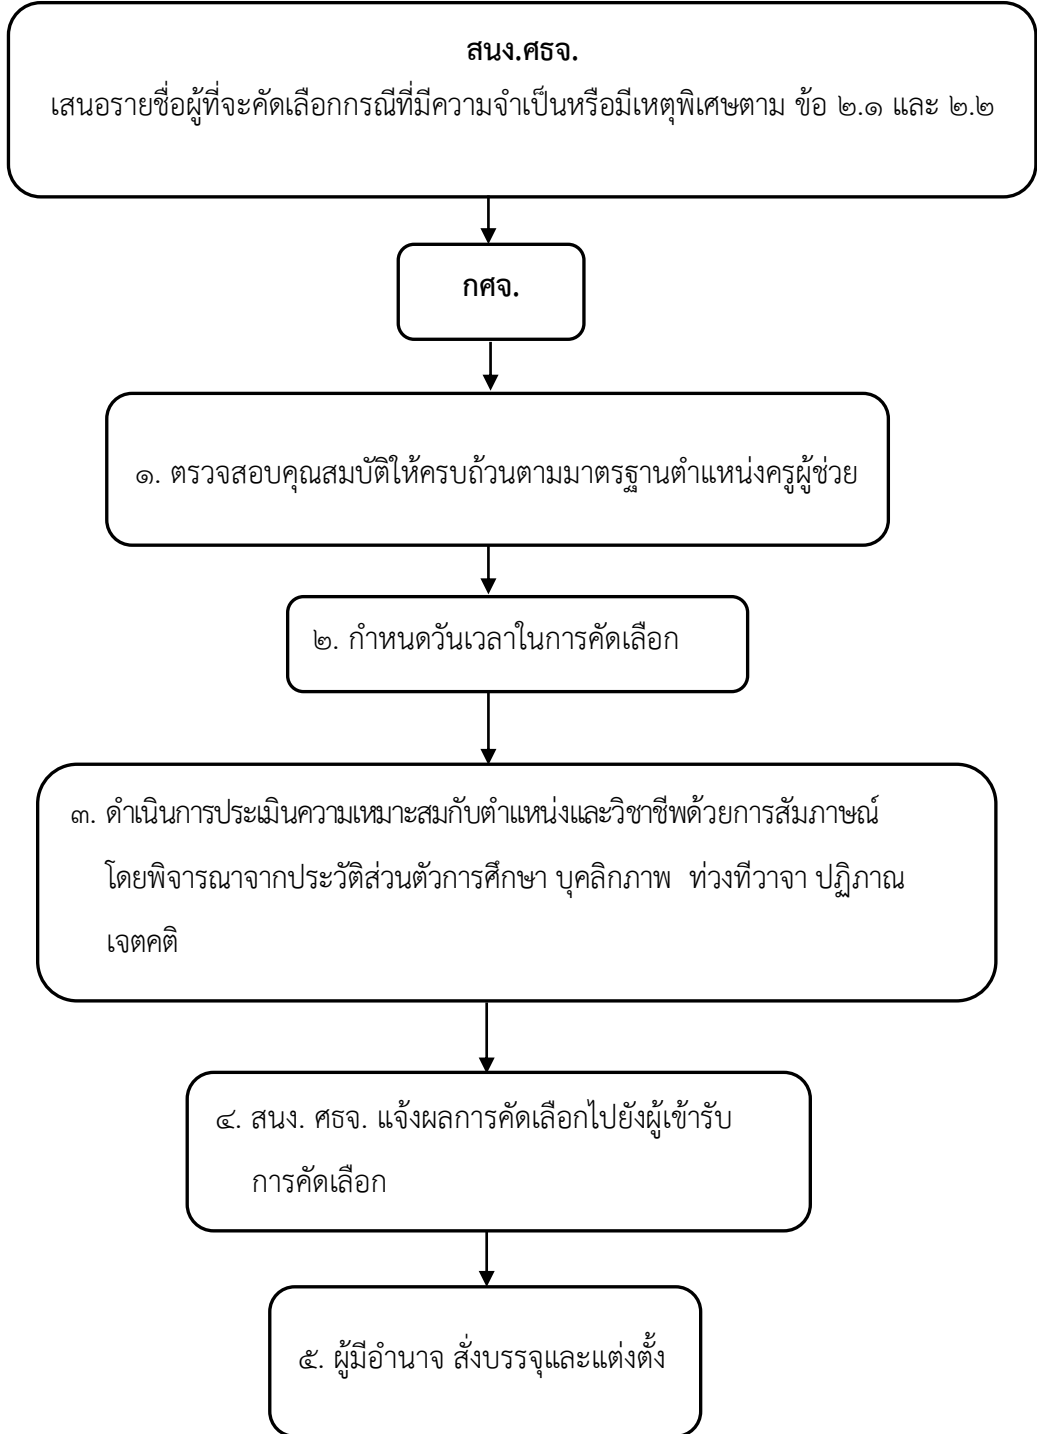 สนง.ศธจ.
เสนอรายชื่อผู้ที่จะคัดเลือกกรณีที่มีความจำเป็นหรือมีเหตุพิเศษตาม ข้อ ๒.๑ และ ๒.๒
กศจ.
๑. ตรวจสอบคุณสมบัติให้ครบถ้วนตามมาตรฐานตำแหน่งครูผู้ช่วย
๒. กำหนดวันเวลาในการคัดเลือก
๓. ดำเนินการประเมินความเหมาะสมกับตำแหน่งและวิชาชีพด้วยการสัมภาษณ์
โดยพิจารณาจากประวัติส่วนตัวการศึกษา บุคลิกภาพ ท่วงทีวาจา ปฏิภาณ
เจตคติ
๔. สนง. ศธจ. แจ้งผลการคัดเลือกไปยังผู้เข้ารับ
การคัดเลือก
๕. ผู้มีอำนาจ สั่งบรรจุและแต่งตั้ง